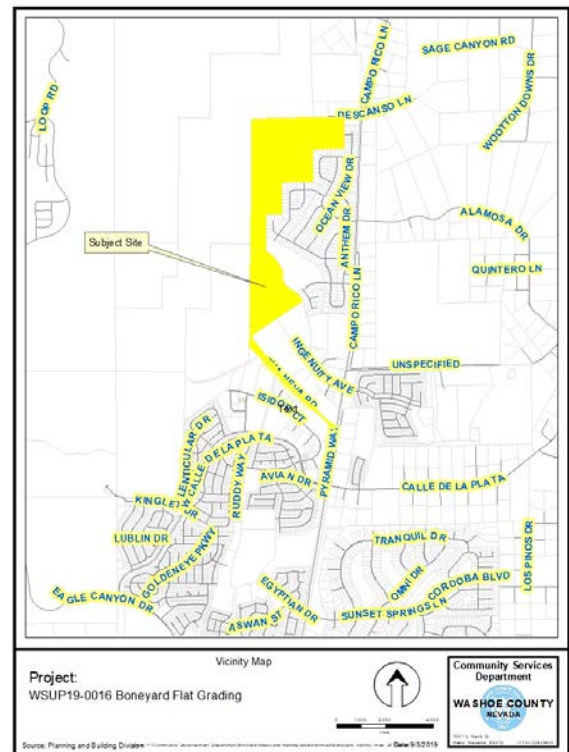 SAGE CANYON RD
CAMPO RICO LN
LOOP RD
WOOTTON DOWNS DR
DESCANSO LN
OCEAN VIEW DR
ANTHEM DR
ALAMOSA DR
Subject Site
QUINTERO LN
CAMPO RICO LN
INGENUITY AVE
UNSPECIFIED
ISIDOR CT
LENTICULAR DR
W CALLE DE LA PLATA
RUDDY WAY
AVIAN DR
PYRAMID WAY
CALLE DE LA PLATA
KINGLET DR
LUBLIN DR
GOLDENEYE PKWY
TRANQUIL DR
OMNI DR
CORDOBA BLVD
LOS PINOS DR
EAGLE CANYON DR
EGYPTIAN DR
ASWAN ST
SUNSET SPRINGS LN
Vicinity Map
Project:
WSUP19-0016 Boneyard Flat Grading
Community Services
Department
WASHOE COUNTY
NEVADA
Source: Planning and Building Division